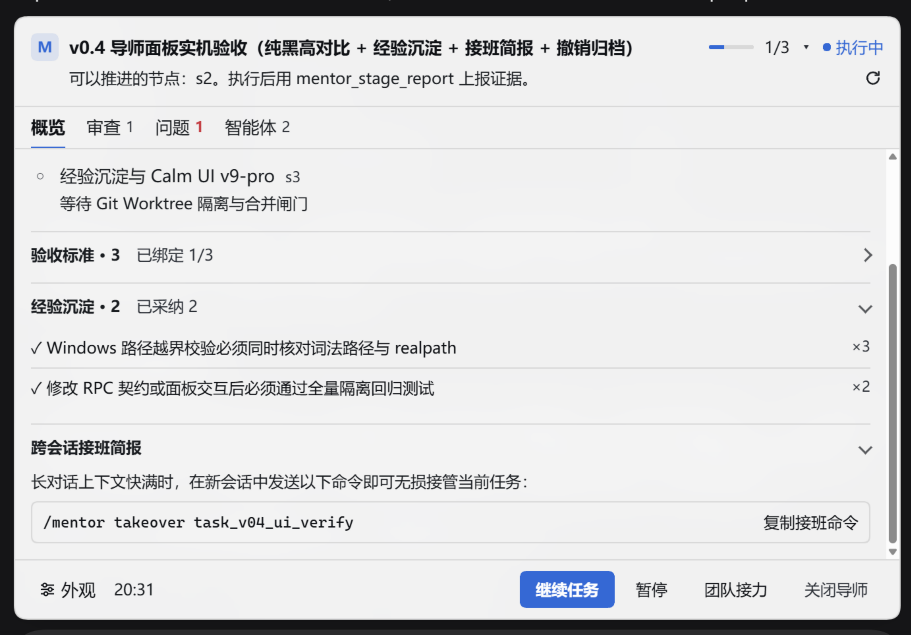 M v0.4 导师面板实机验收（纯黑高对比 + 经验沉淀 + 接班简报 + 撤销归档） 1/3 执行中
可以推进的节点：s2。执行后用 mentor_stage_report 上报证据。
概览 审查 1 问题 1 智能体 2
经验沉淀与 Calm UI v9-pro s3
等待 Git Worktree 隔离与合并闸门
验收标准 • 3 已绑定 1/3
经验沉淀 • 2 已采纳 2
✓ Windows 路径越界校验必须同时核对词法路径与 realpath ×3
✓ 修改 RPC 契约或面板交互后必须通过全量隔离回归测试 ×2
跨会话接班简报
长对话上下文快满时，在新会话中发送以下命令即可无损接管当前任务：
/mentor takeover task_v04_ui_verify 复制接班命令
外观 20:31 继续任务 暂停 团队接力 关闭导师